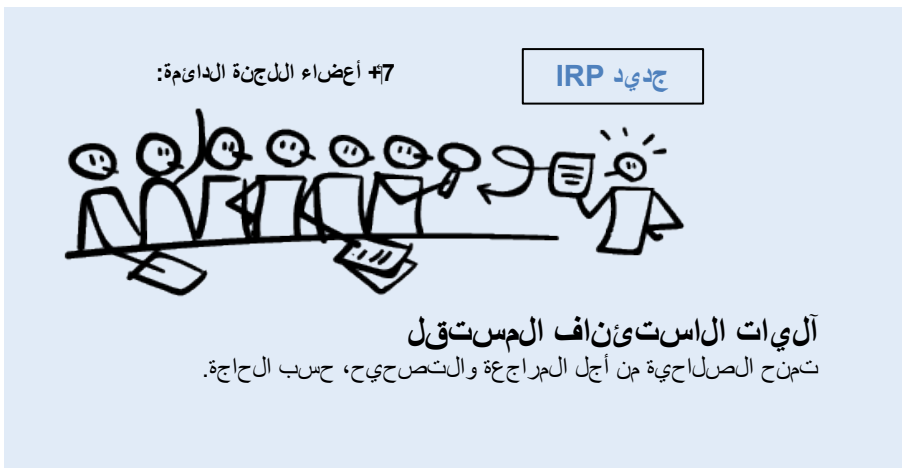 جديد IRP
7+ أعضاء اللجنة الدائمة:
آليات الاستئناف المستقل
تمنح الصلاحية من أجل المراجعة والتصحيح، حسب الحاجة.